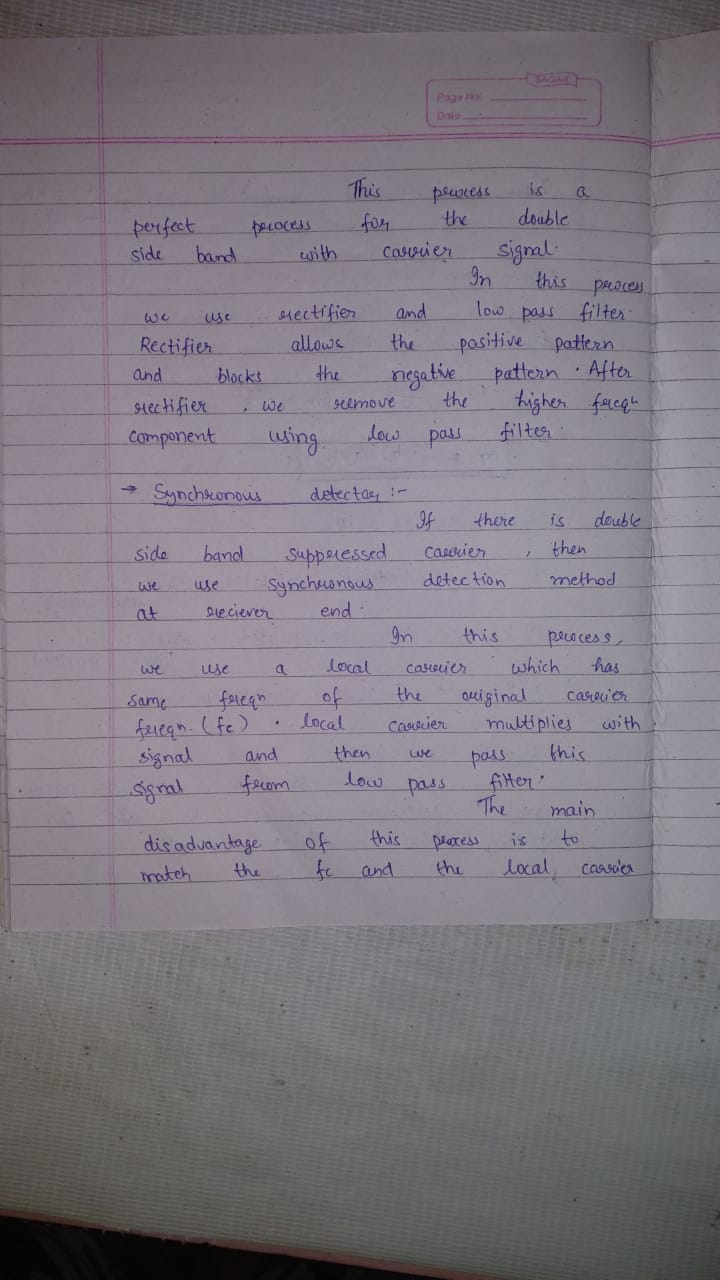 SAGAR
Page No:
Date
This process is a
perfect process for the double
side band with carrier signal.
In this process
we use rectifier and low pass filter.
Rectifier allows the positive pattern
and blocks the negative pattern. After
rectifier, we remove the higher freqn
component using low pass filter.
→ Synchronous detector :-
If there is double
side band suppressed carrier, then
we use synchronous detection method
at reciever end.
In this process,
we use a local carrier which has
same freqn of the original carrier
freqn. (fc). local carrier multiplies with
signal and then we pass this
signal from low pass filter.
The main
disadvantage of this process is to
match the fc and the local carrier